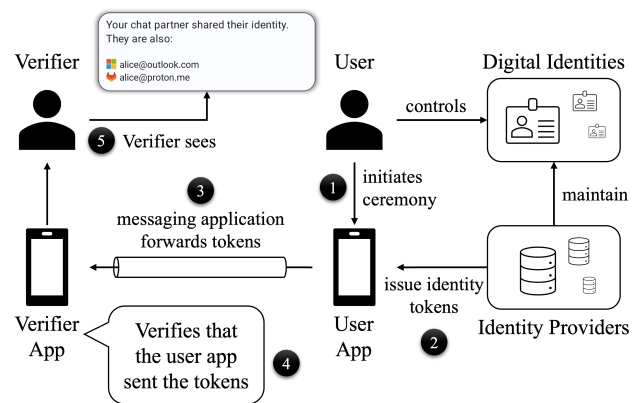 Your chat partner shared their identity.
They are also:
alice@outlook.com
alice@proton.me
Verifier
User
Digital Identities
controls
5 Verifier sees
1 initiates
ceremony
3
maintain
messaging application
forwards tokens
issue identity
tokens
2
Verifier
App
User
App
Identity Providers
Verifies that
the user app
sent the tokens
4